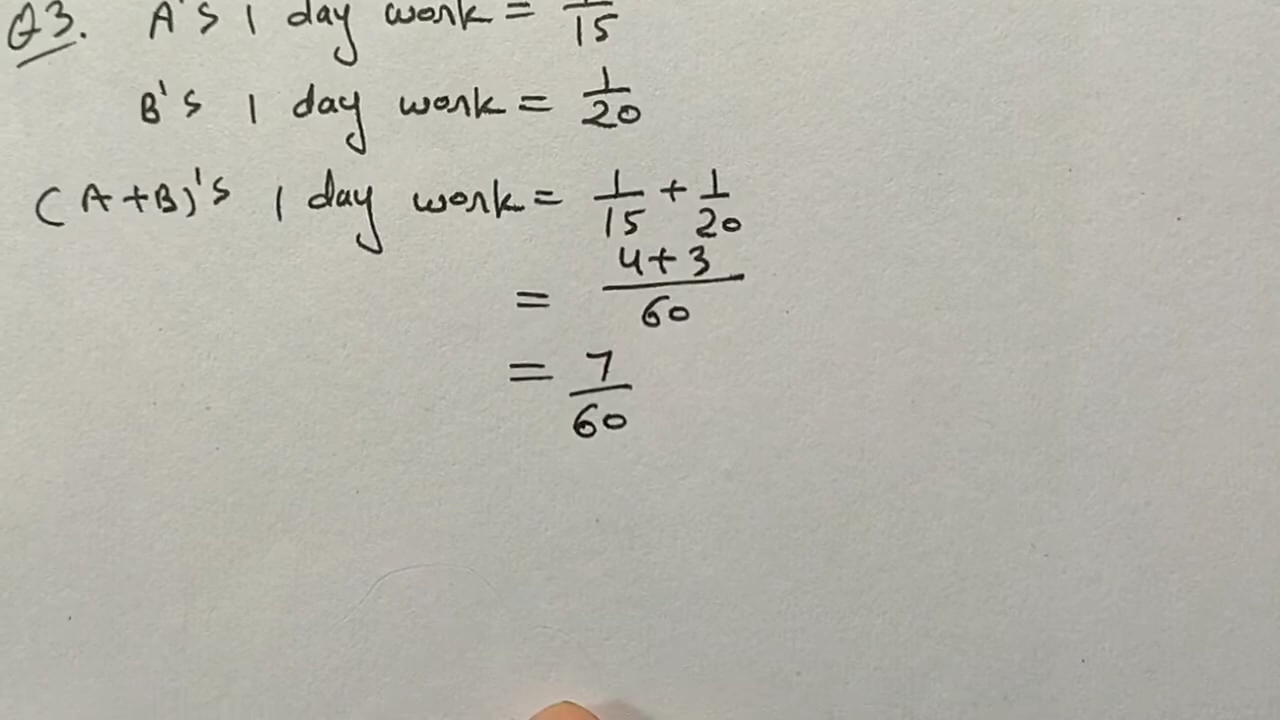 Q3. A's 1 day work = 1/15
B's 1 day work = 1/20
(A+B)'s 1 day work = 1/15 + 1/20
= 4+3/60
= 7/60